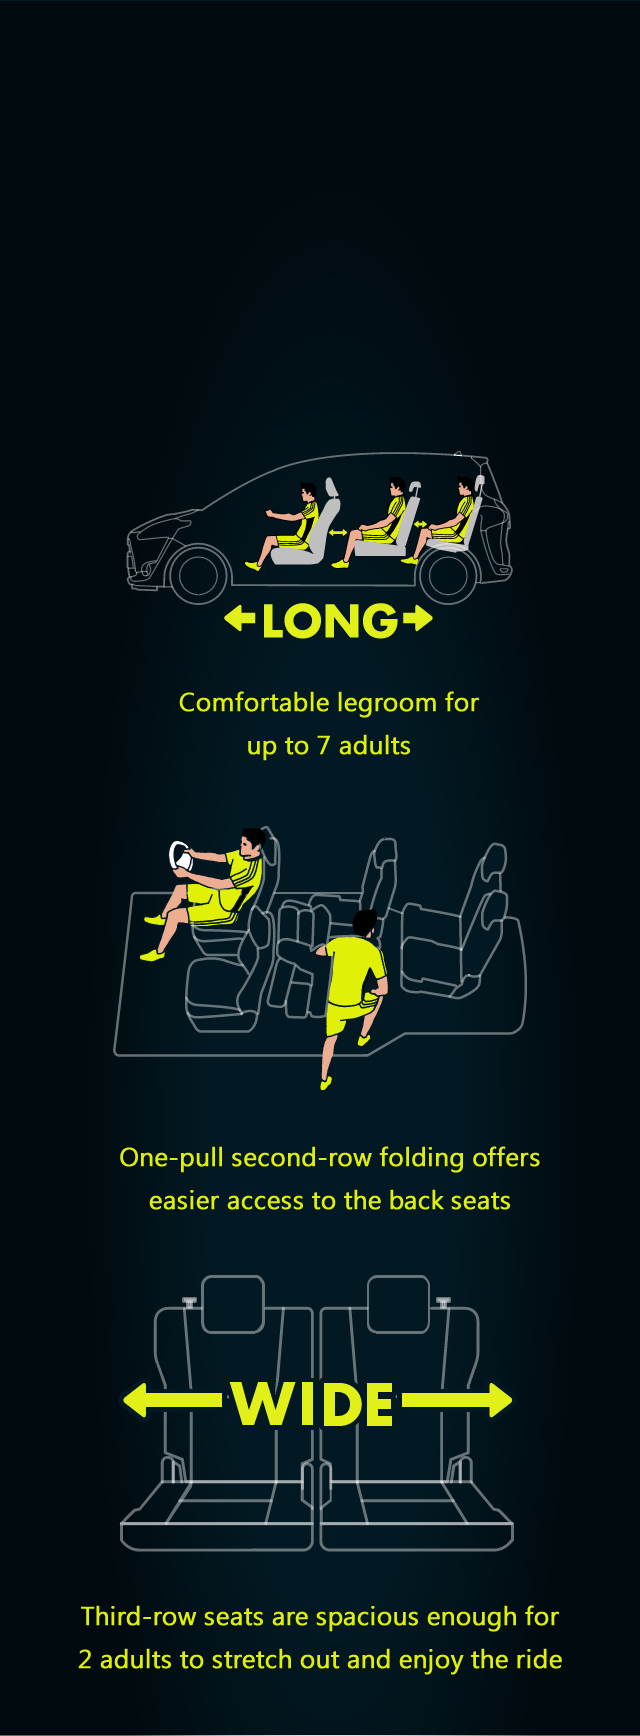 LONG
Comfortable legroom for
up to 7 adults
One-pull second-row folding offers
easier access to the back seats
WIDE
Third-row seats are spacious enough for
2 adults to stretch out and enjoy the ride